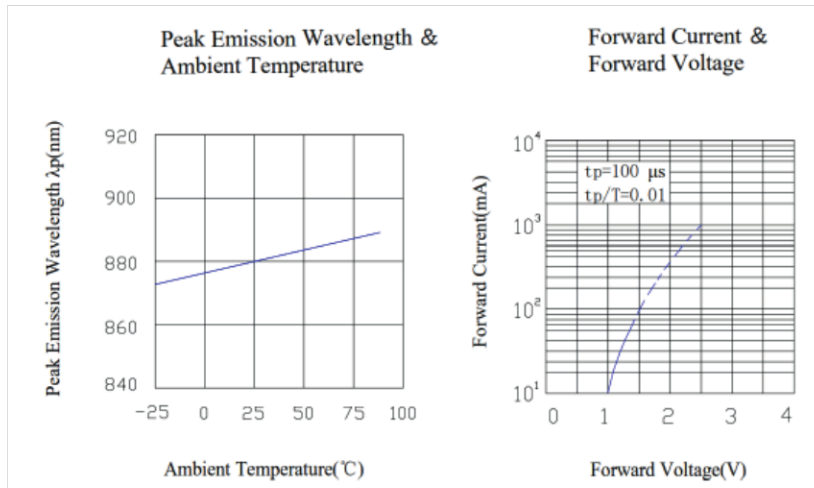 Peak Emission Wavelength &
Ambient Temperature
Peak Emission Wavelength λp(nm)
920
900
880
860
840
-25 0 25 50 75 100
Ambient Temperature(℃)
Forward Current &
Forward Voltage
Forward Current(mA)
10⁴
tp=100 μs
tp/T=0.01
10³
10²
10¹
0 1 2 3 4
Forward Voltage(V)